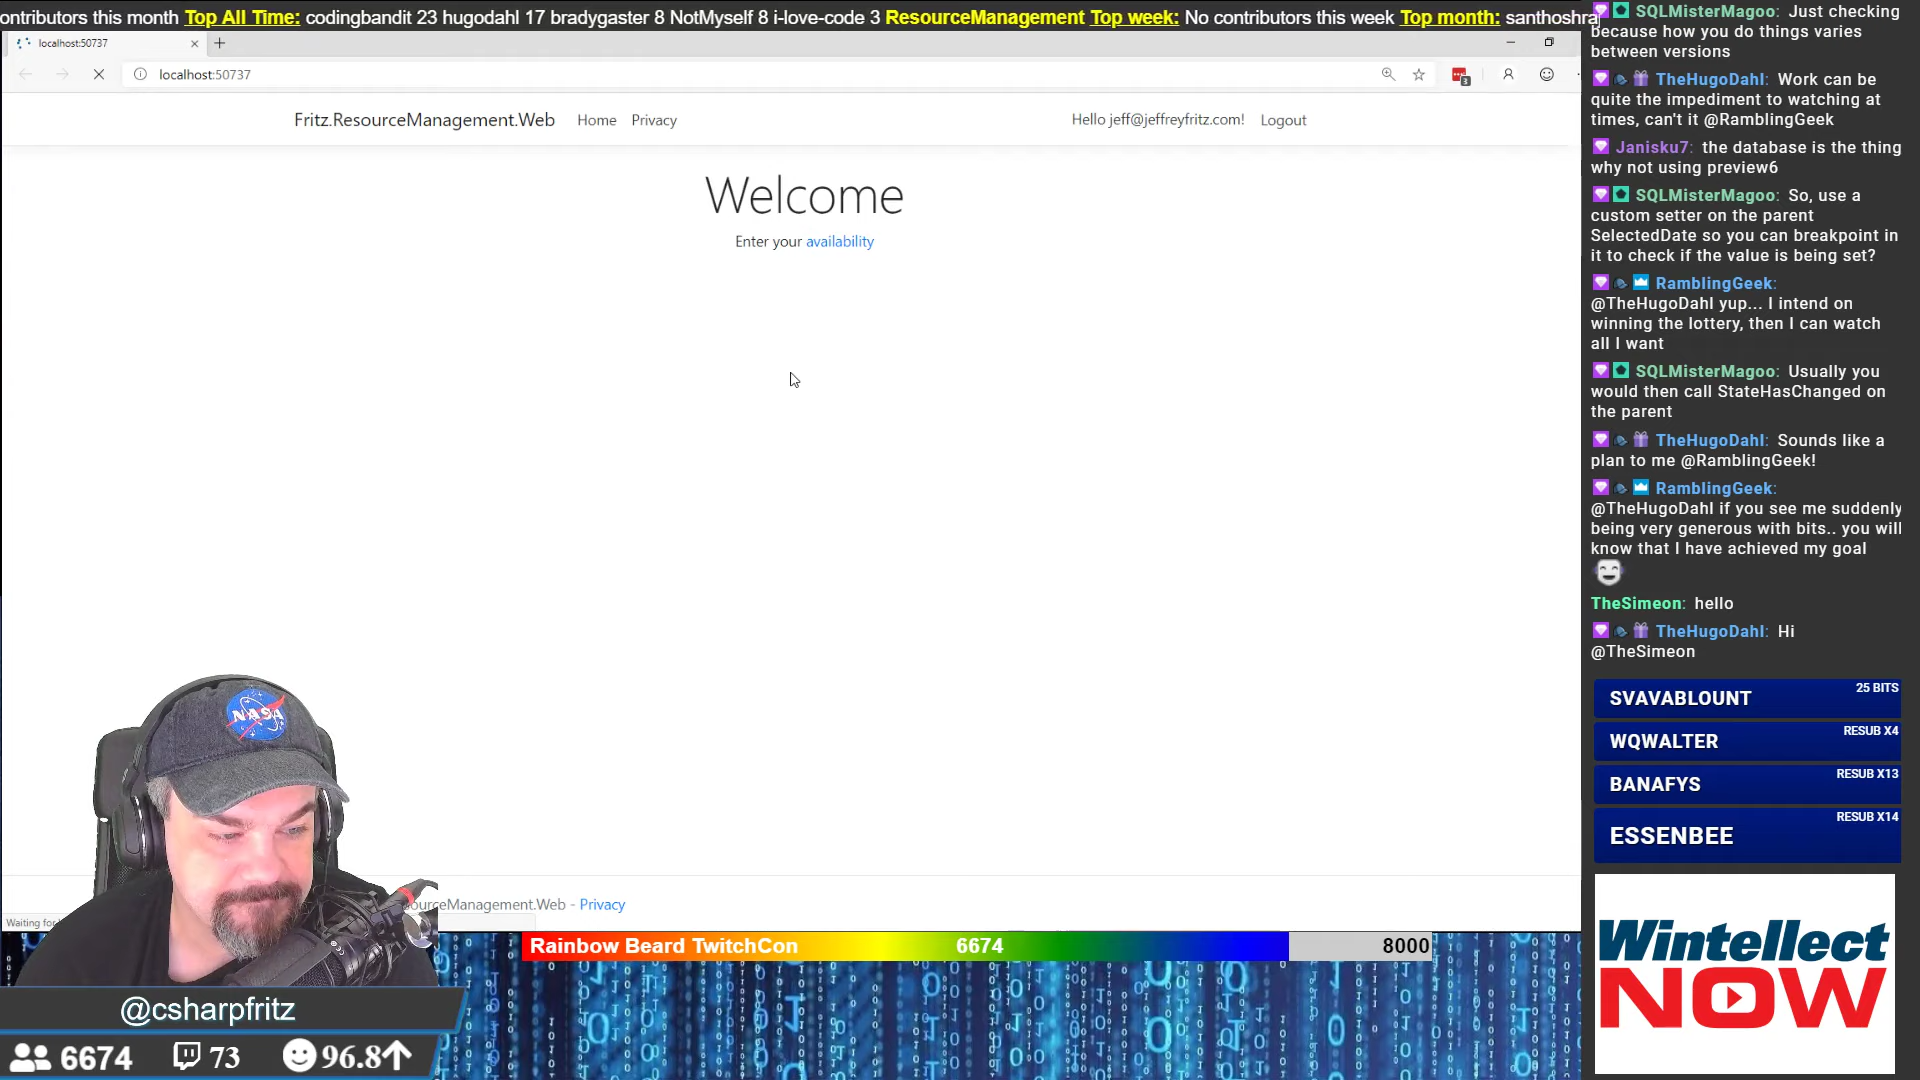 ontributors this month Top All Time: codingbandit 23 hugodahl 17 bradygaster 8 NotMyself 8 i-love-code 3 ResourceManagement Top week: No contributors this week Top month: santhoshra
localhost:50737
localhost:50737
3
Fritz.ResourceManagement.Web Home Privacy Hello jeff@jeffreyfritz.com! Logout
Welcome
Enter your availability
ourceManagement.Web - Privacy
Waiting for
NASA
Rainbow Beard TwitchCon 6674 8000
@csharpfritz
6674 73 96.8
SQLMisterMagoo: Just checking
because how you do things varies
between versions
TheHugoDahl: Work can be
quite the impediment to watching at
times, can't it @RamblingGeek
Janisku7: the database is the thing
why not using preview6
SQLMisterMagoo: So, use a
custom setter on the parent
SelectedDate so you can breakpoint in
it to check if the value is being set?
RamblingGeek:
@TheHugoDahl yup... I intend on
winning the lottery, then I can watch
all I want
SQLMisterMagoo: Usually you
would then call StateHasChanged on
the parent
TheHugoDahl: Sounds like a
plan to me @RamblingGeek!
RamblingGeek:
@TheHugoDahl if you see me suddenly
being very generous with bits.. you will
know that I have achieved my goal
TheSimeon: hello
TheHugoDahl: Hi
@TheSimeon
SVAVABLOUNT 25 BITS
WQWALTER RESUB X4
BANAFYS RESUB X13
ESSENBEE RESUB X14
Wintellect
NOW